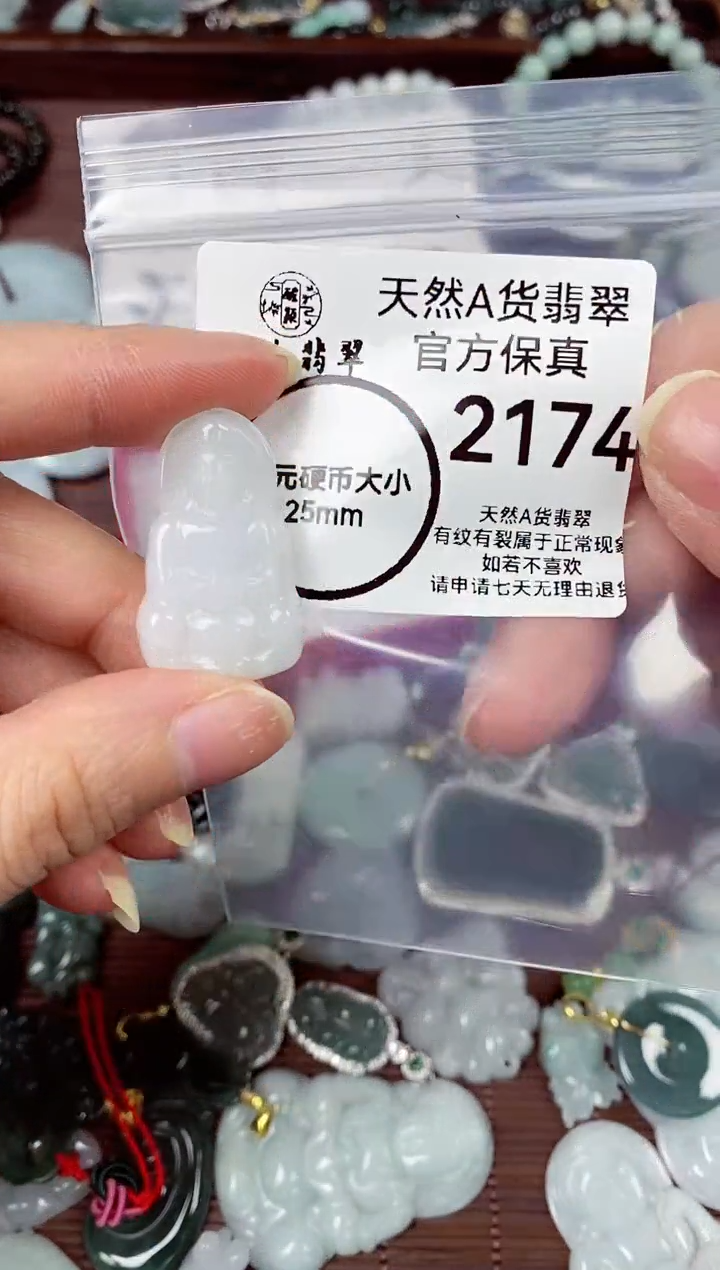 翡翠
天然A货翡翠
官方保真
2174
元硬币大小
25mm
天然A货翡翠
有纹有裂属于正常现象
如若不喜欢
请申请七天无理由退货